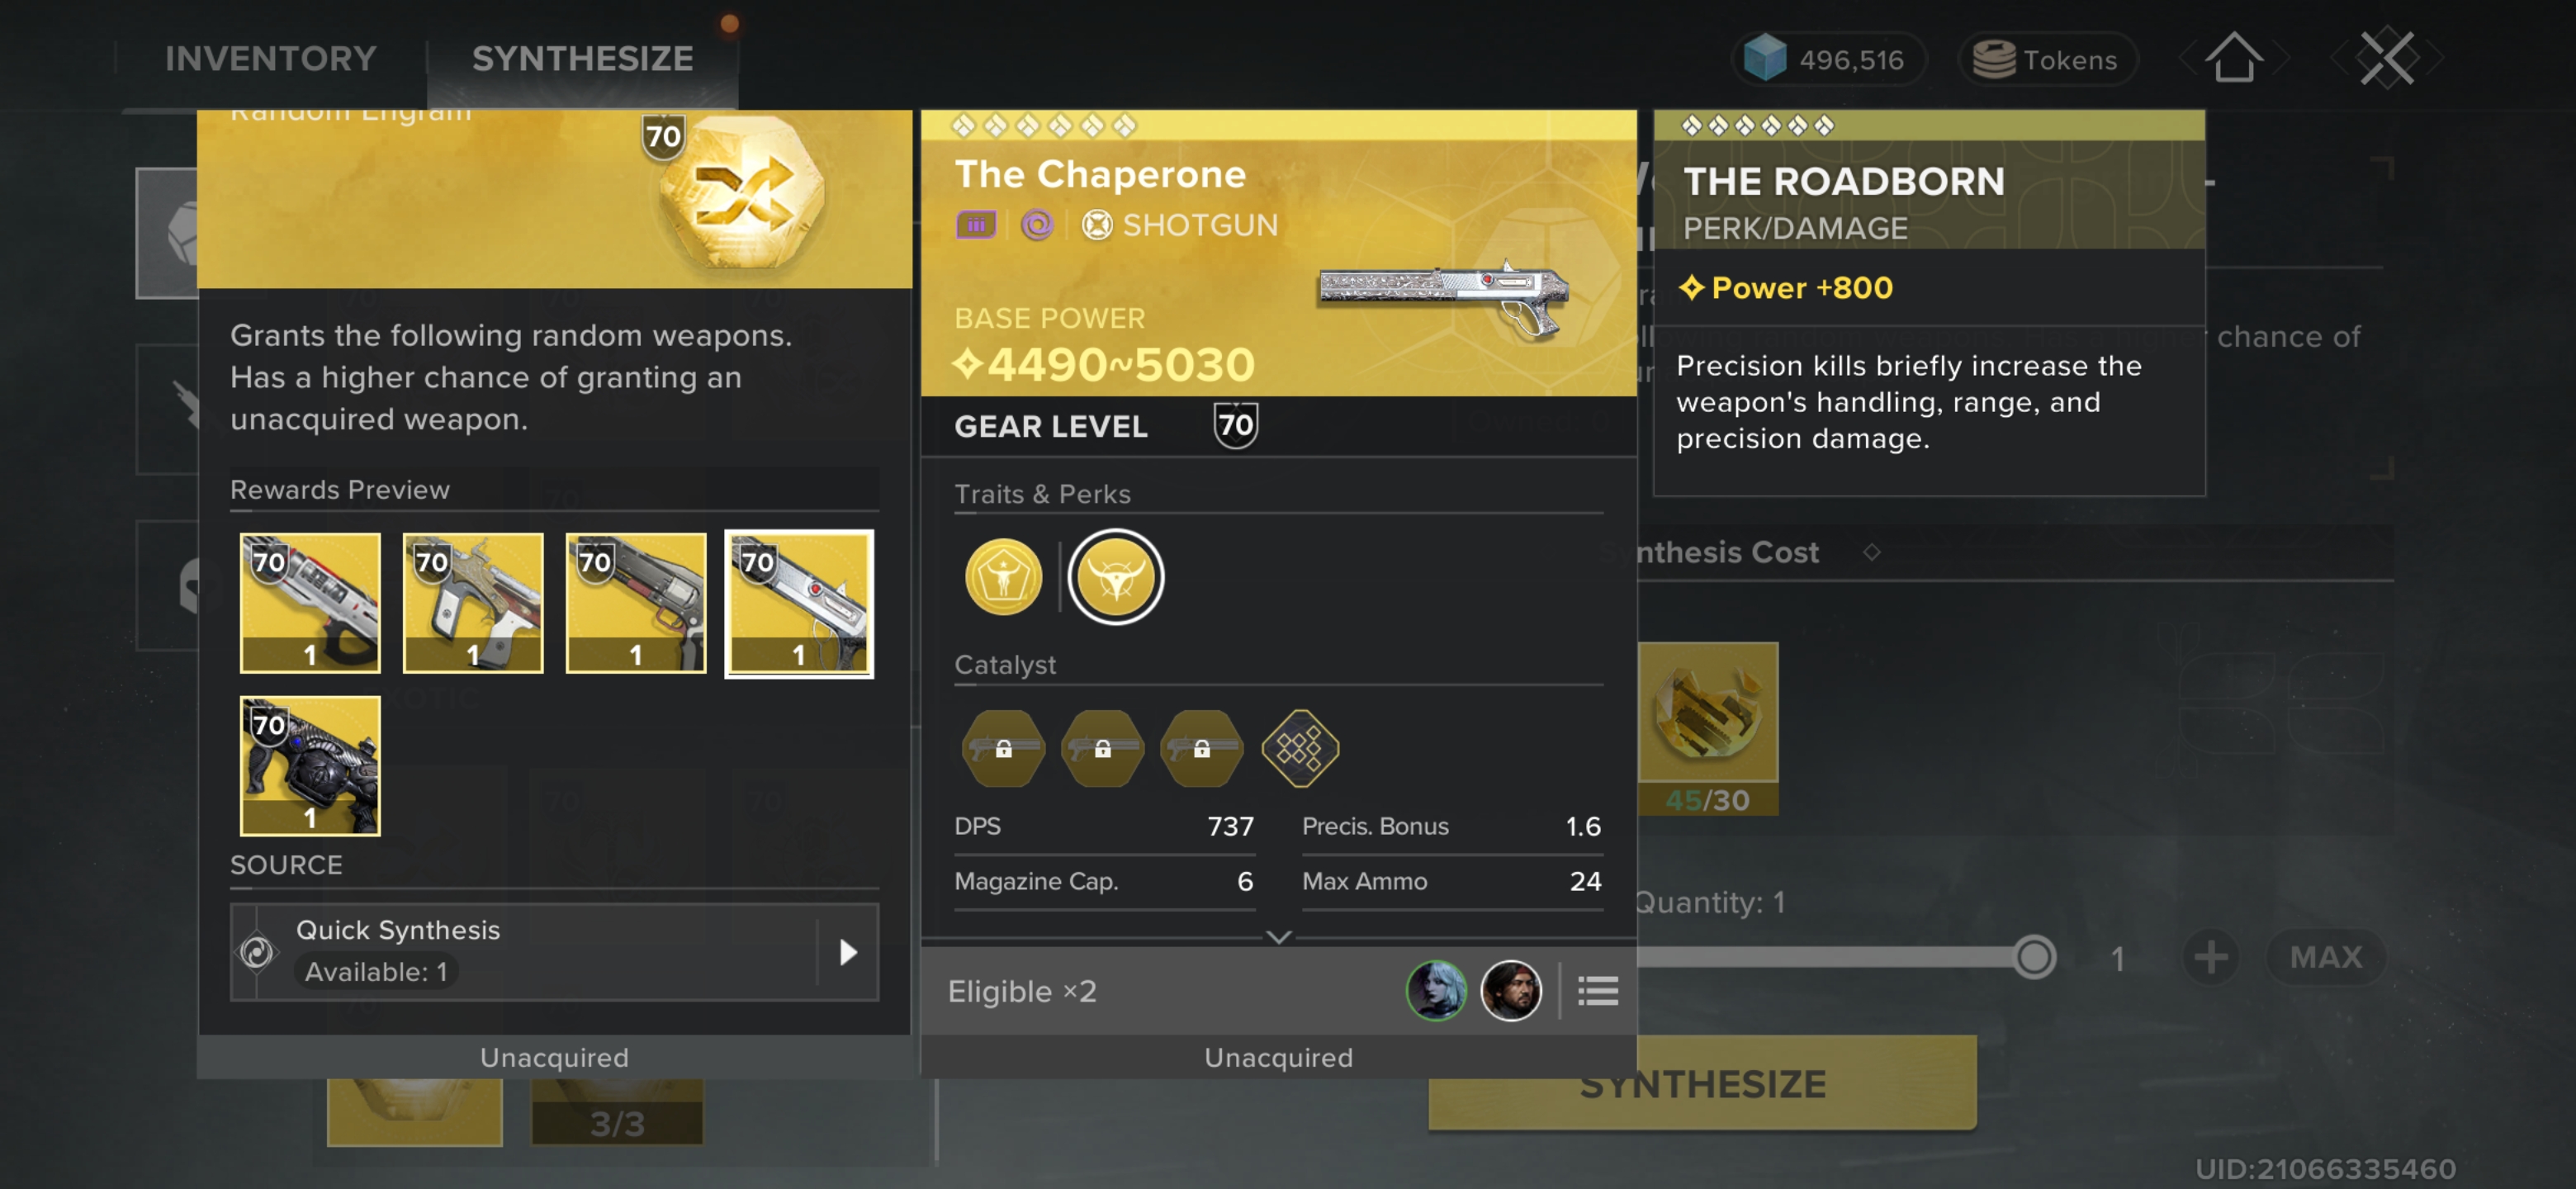 INVENTORY
SYNTHESIZE
496,516
Tokens
Random Engram
70
Grants the following random weapons.
Has a higher chance of granting an
unacquired weapon.
Rewards Preview
70
1
70
1
70
1
70
1
70
1
SOURCE
Quick Synthesis
Available: 1
Unacquired
3/3
The Chaperone
SHOTGUN
BASE POWER
4490~5030
GEAR LEVEL 70
Traits & Perks
Catalyst
DPS 737
Precis. Bonus 1.6
Magazine Cap. 6
Max Ammo 24
Eligible ×2
Unacquired
THE ROADBORN
PERK/DAMAGE
Power +800
Precision kills briefly increase the
weapon's handling, range, and
precision damage.
chance of
nthesis Cost
45/30
Quantity: 1
1
MAX
SYNTHESIZE
UID:21066335460